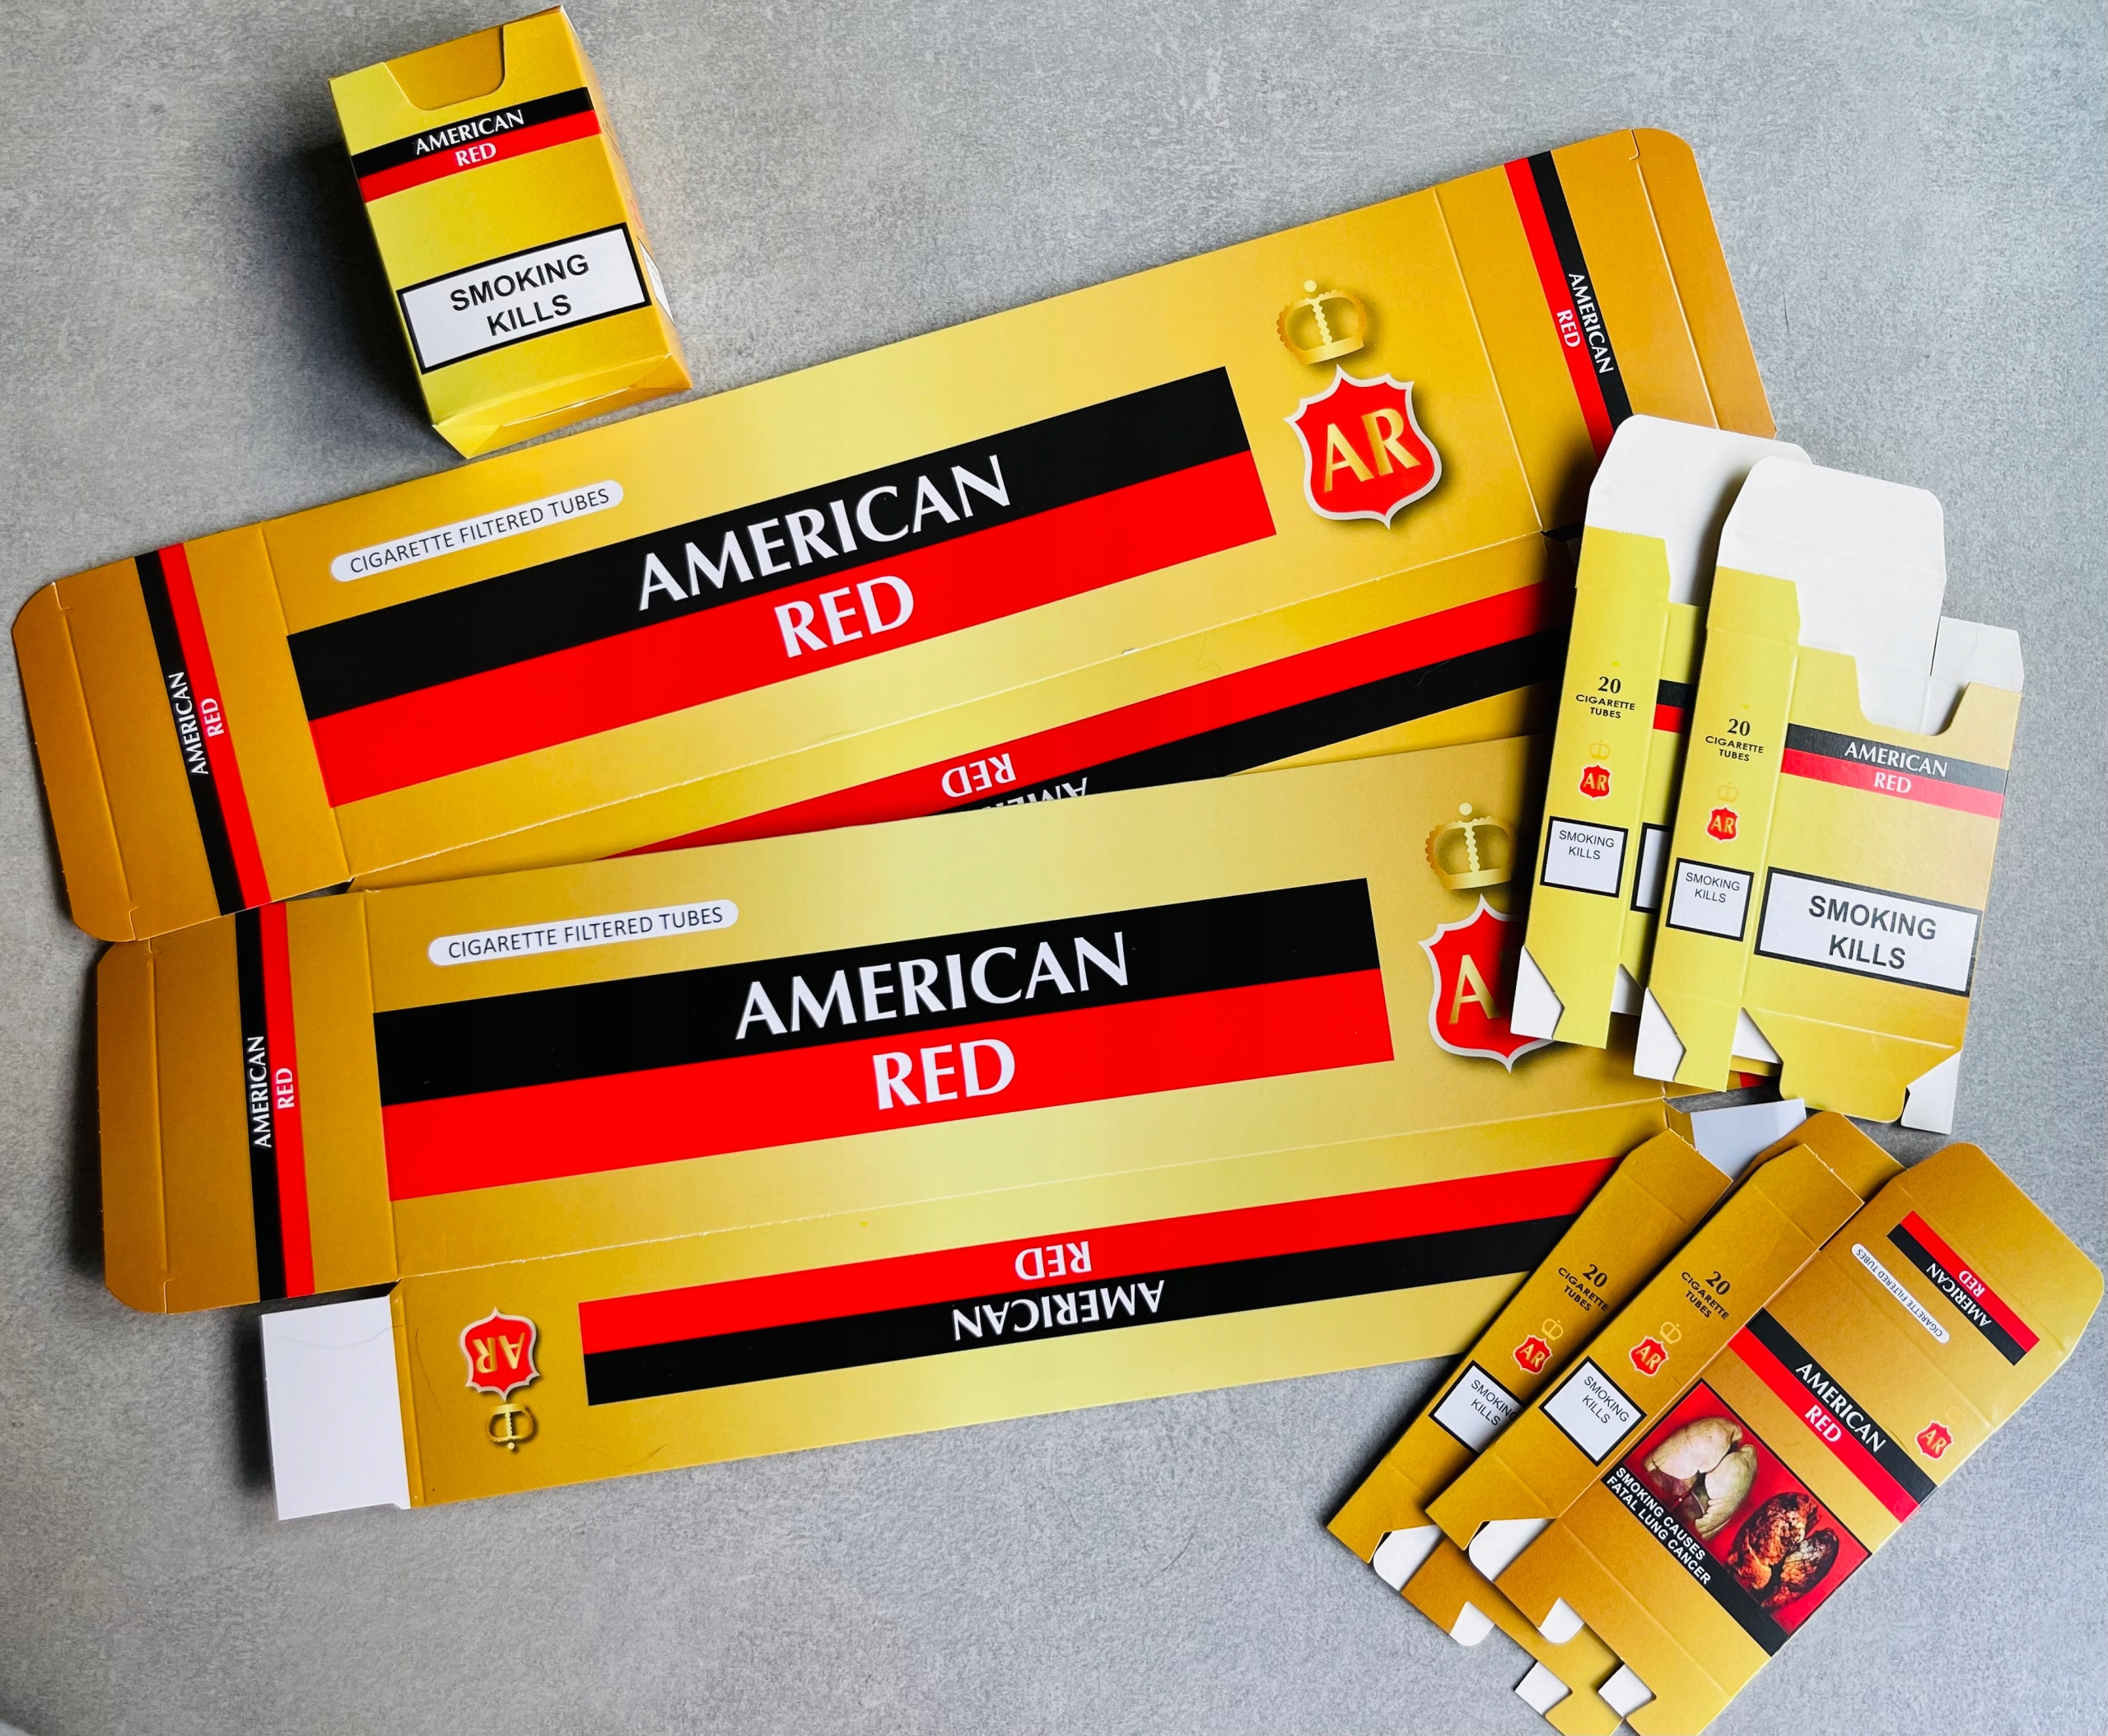 AMERICAN
RED
SMOKING
KILLS
CIGARETTE FILTERED TUBES
AMERICAN
RED
AR
AMERICAN
RED
AMERICAN
RED
RED
AMERICAN
CIGARETTE FILTERED TUBES
AMERICAN
RED
A
AMERICAN
RED
RED
AMERICAN
AR
20
CIGARETTE
TUBES
AR
SMOKING
KILLS
20
CIGARETTE
TUBES
AR
SMOKING
KILLS
AMERICAN
RED
SMOKING
KILLS
20
CIGARETTE
TUBES
AR
SMOKING
KILLS
20
CIGARETTE
TUBES
AR
SMOKING
KILLS
RED
AMERICAN
CIGARETTE FILTERED TUBES
AR
AMERICAN
RED
SMOKING CAUSES
FATAL LUNG CANCER